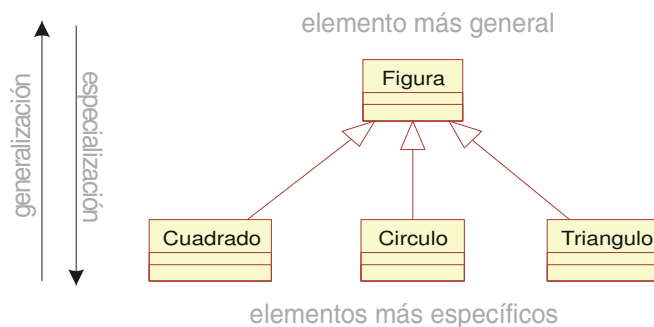 elemento más general
generalización
especialización
Figura
Cuadrado
Circulo
Triangulo
elementos más específicos